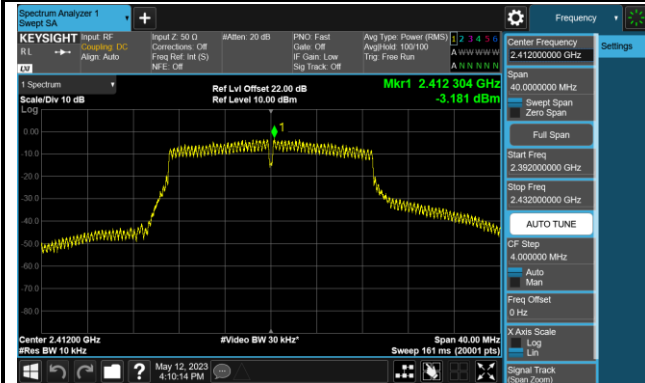 Spectrum Analyzer 1
Swept SA
+
Frequency
KEYSIGHT
RL
Input: RF
Coupling: DC
Align: Auto
Input Z: 50 Ω
Corrections: Off
Freq Ref: Int (S)
NFE: Off
#Atten: 20 dB
PNO: Fast
Gate: Off
IF Gain: Low
Sig Track: Off
Avg Type: Power (RMS)
Avg|Hold: 100/100
Trig: Free Run
1 2 3 4 5 6
A W W W W W
A N N N N N
1 Spectrum
Scale/Div 10 dB
Log
Ref Lvl Offset 22.00 dB
Ref Level 10.00 dBm
Mkr1 2.412 304 GHz
-3.181 dBm
1
0.00
-10.0
-20.0
-30.0
-40.0
-50.0
-60.0
-70.0
-80.0
Center 2.41200 GHz
#Res BW 10 kHz
#Video BW 30 kHz*
Span 40.00 MHz
Sweep 161 ms (20001 pts)
Center Frequency
2.412000000 GHz
Settings
Span
40.0000000 MHz
Swept Span
Zero Span
Full Span
Start Freq
2.392000000 GHz
Stop Freq
2.432000000 GHz
AUTO TUNE
CF Step
4.000000 MHz
Auto
Man
Freq Offset
0 Hz
X Axis Scale
Log
Lin
Signal Track
(Span Zoom)
?
May 12, 2023
4:10:14 PM